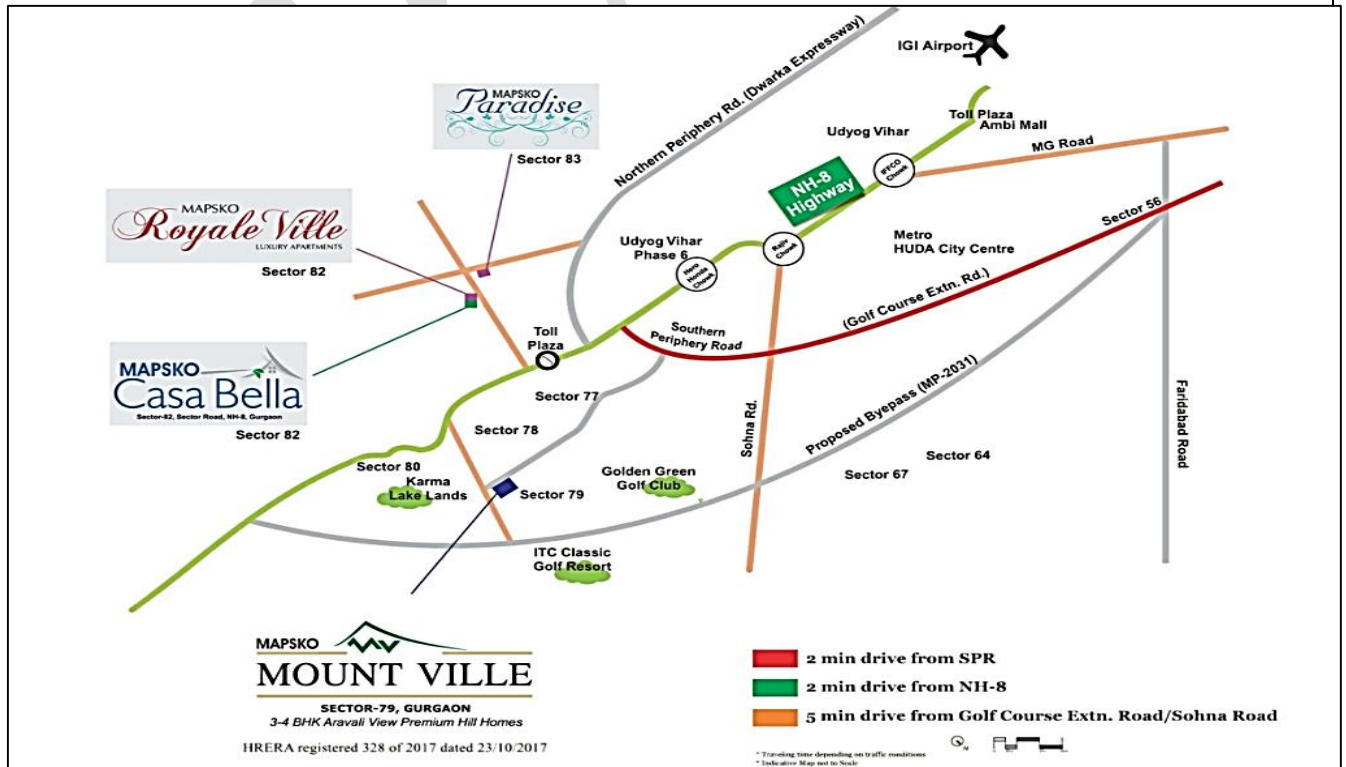 IGI Airport
Toll Plaza
Ambi Mall
Udyog Vihar
IFFCO
Chowk
MG Road
NH-8
Highway
Northern Periphery Rd. (Dwarka Expressway)
MAPSKO
Paradise
Sector 83
MAPSKO
Royale Ville
LUXURY APARTMENTS
Sector 82
Udyog Vihar
Phase 6
Hero
Honda
Chowk
Rajiv
Chowk
Metro
HUDA City Centre
Sector 56
(Golf Course Extn. Rd.)
Southern
Periphery Road
Toll
Plaza
MAPSKO
Casa Bella
Sector-82, Sector Road, NH-8, Gurgaon
Sector 82
Sector 77
Sector 78
Sohna Rd.
Proposed Byepass (MP-2031)
Faridabad Road
Sector 64
Sector 67
Sector 80
Karma
Lake Lands
Sector 79
Golden Green
Golf Club
ITC Classic
Golf Resort
MAPSKO
MOUNT VILLE
SECTOR-79, GURGAON
3-4 BHK Aravali View Premium Hill Homes
HRERA registered 328 of 2017 dated 23/10/2017
2 min drive from SPR
2 min drive from NH-8
5 min drive from Golf Course Extn. Road/Sohna Road
* Traveling time depending on traffic conditions
* Indicative Map not to Scale